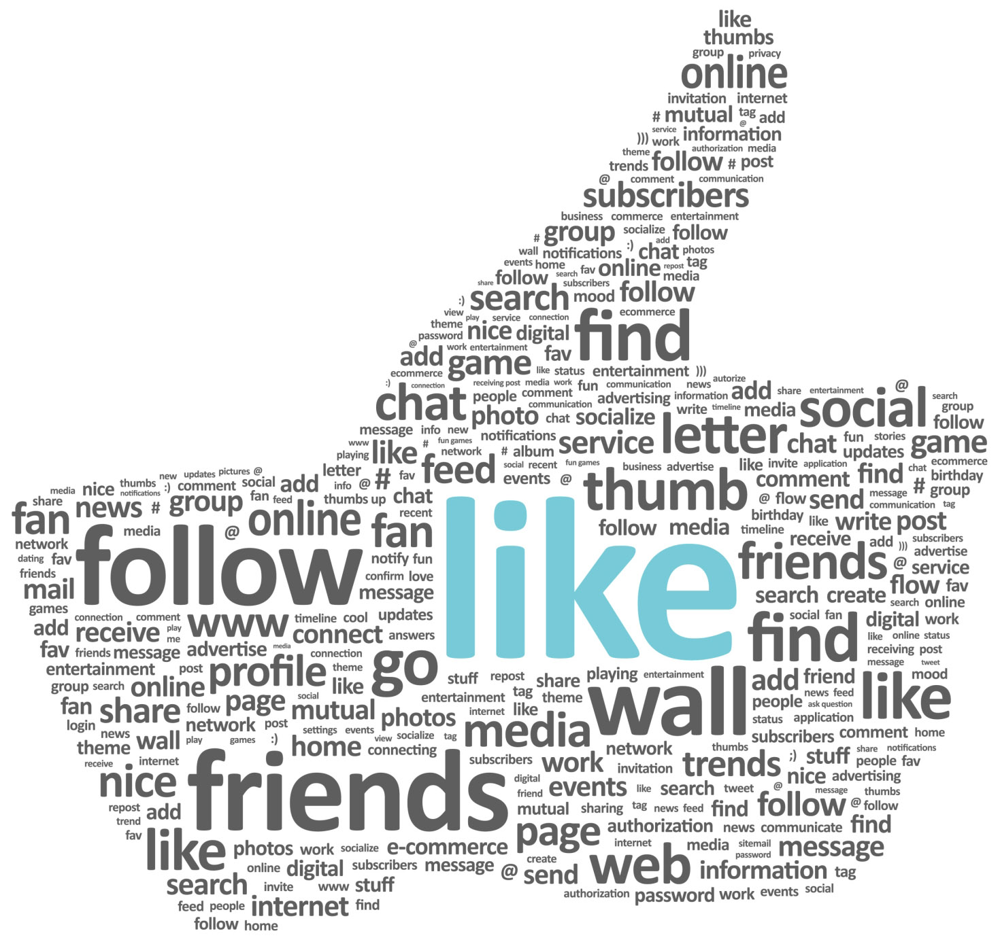 like
thumbs
group privacy
online
invitation internet
# mutual tag add
service @
))) work information
theme authorization media
trends follow # post
@ comment communication
subscribers
business commerce entertainment
# group socialize follow
wall notifications :) add chat photos
events home search fav online repost tag
share follow subscribers media
:) search mood follow
view play service connection ecommerce
theme nice digital find
password
@ work entertainment
add game fav
ecommerce like status entertainment )))
:) connection receiving post media work fun communication news autorize
chat people comment advertising information add share entertainment @ search
communication
photo chat socialize write timeline media social group
follow
message info new notifications service letter chat fun stories game
www # fun games
playing like network # album updates
new updates pictures @ letter # fav feed social recent fun games business advertise like invite application find chat ecommerce
birthday
media nice thumbs :) comment social add info @ events @ thumb comment # group
notifications
share news # group fan feed thumbs up chat @ flow send message
communication tag
fan online recent birthday like write post
media @ fan follow media timeline
network follow like receive add ))) subscribers
dating fav notify fun friends @ advertise
service
friends confirm love flow fav
mail message search create search online
games
connection comment www timeline cool updates find social fan digital work
add receive play me connect answers like online status
fav friends message advertise media connection receiving post
message tweet
entertainment post profile theme go stuff repost share playing entertainment add friend like mood
group search online like wall
fan share follow page social mutual entertainment tag theme people news feed
ask question
login network post photos internet like media status application
news settings events view socialize tag subscribers comment home
theme wall play games :) home connecting network thumbs share notifications
receive internet friends subscribers work invitation trends ;) stuff people fav
nice digital nice advertising
friend events like search tweet @ message thumbs
repost add mutual sharing tag news feed find follow @ follow
trend
fav page authorization news communicate find
like photos work socialize e-commerce internet media sitemail message
password
online digital subscribers message @ create send web information tag
search invite www stuff authorization password work events social
feed people internet find
follow home